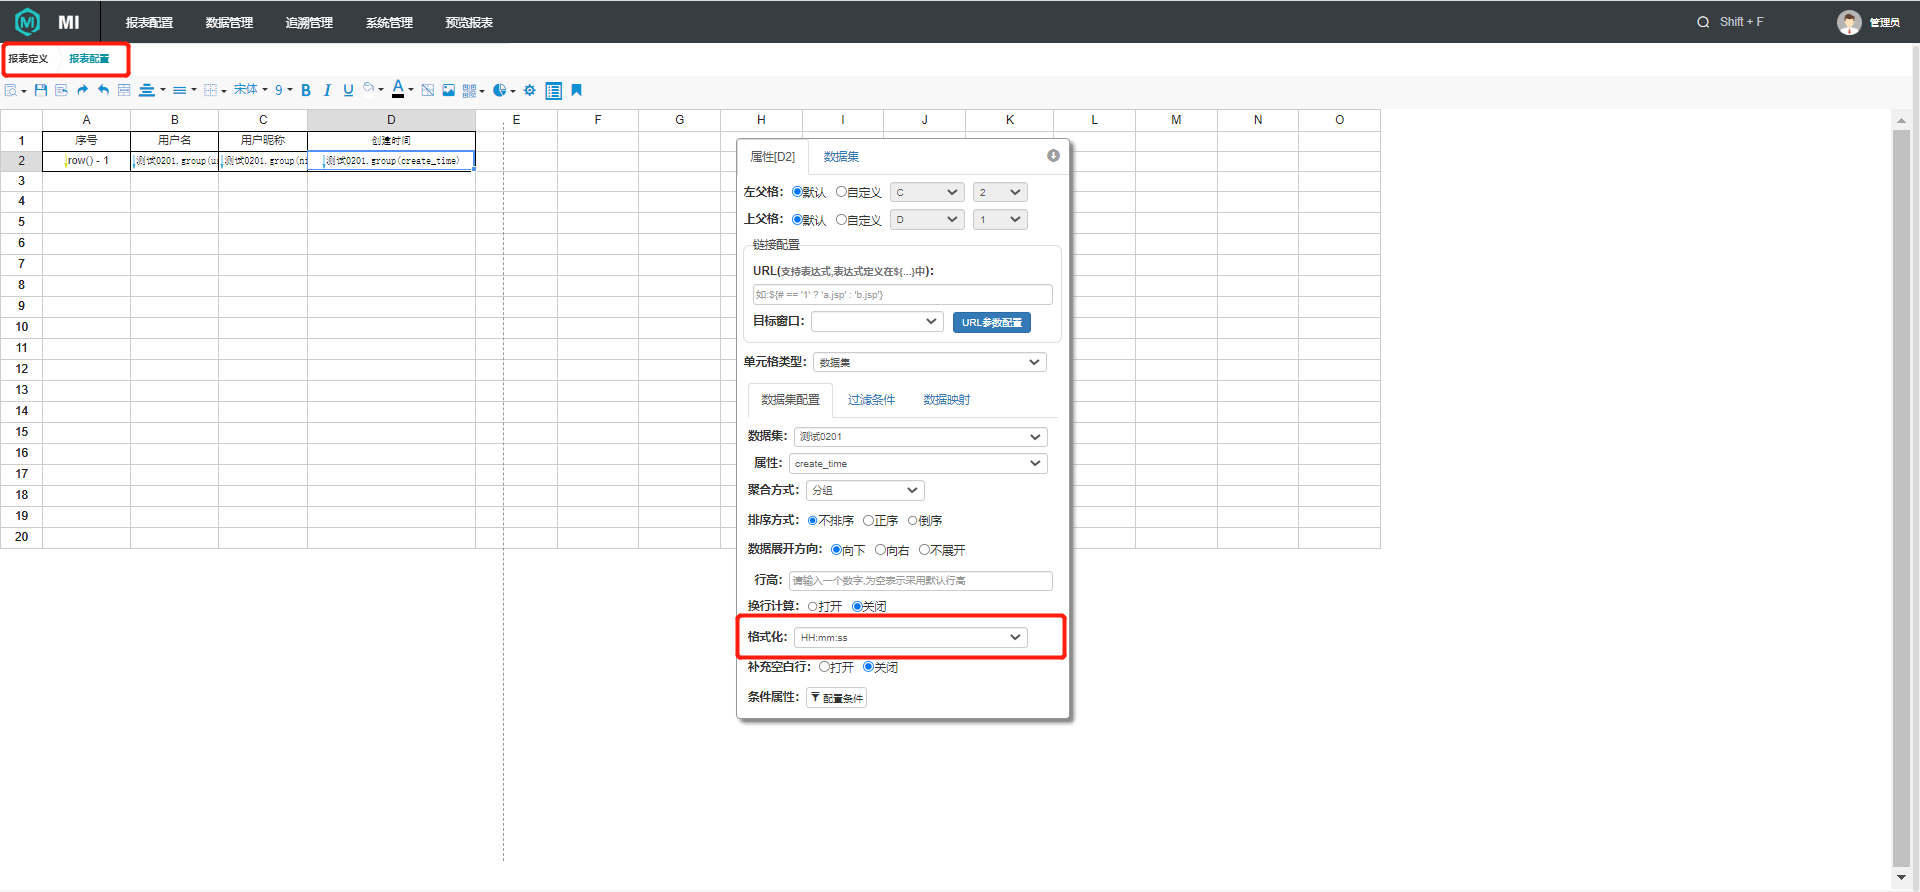 MI 报表配置 数据管理 追溯管理 系统管理 预览报表 Shift + F 管理员
报表定义 报表配置
宋体 9 B I U A
A B C D E F G H I J K L M N O
1 序号 用户名 用户昵称 创建时间
2 row() - 1 测试0201.group(us 测试0201.group(ni 测试0201.group(create_time)
3
4
5
6
7
8
9
10
11
12
13
14
15
16
17
18
19
20
属性[D2] 数据集
左父格: 默认 自定义 C 2
上父格: 默认 自定义 D 1
链接配置
URL(支持表达式,表达式定义在${...}中):
如:${# == '1' ? 'a.jsp' : 'b.jsp'}
目标窗口: URL参数配置
单元格类型: 数据集
数据集配置 过滤条件 数据映射
数据集: 测试0201
属性: create_time
聚合方式: 分组
排序方式: 不排序 正序 倒序
数据展开方向: 向下 向右 不展开
行高: 请输入一个数字,为空表示采用默认行高
换行计算: 打开 关闭
格式化: HH:mm:ss
补充空白行: 打开 关闭
条件属性: 配置条件